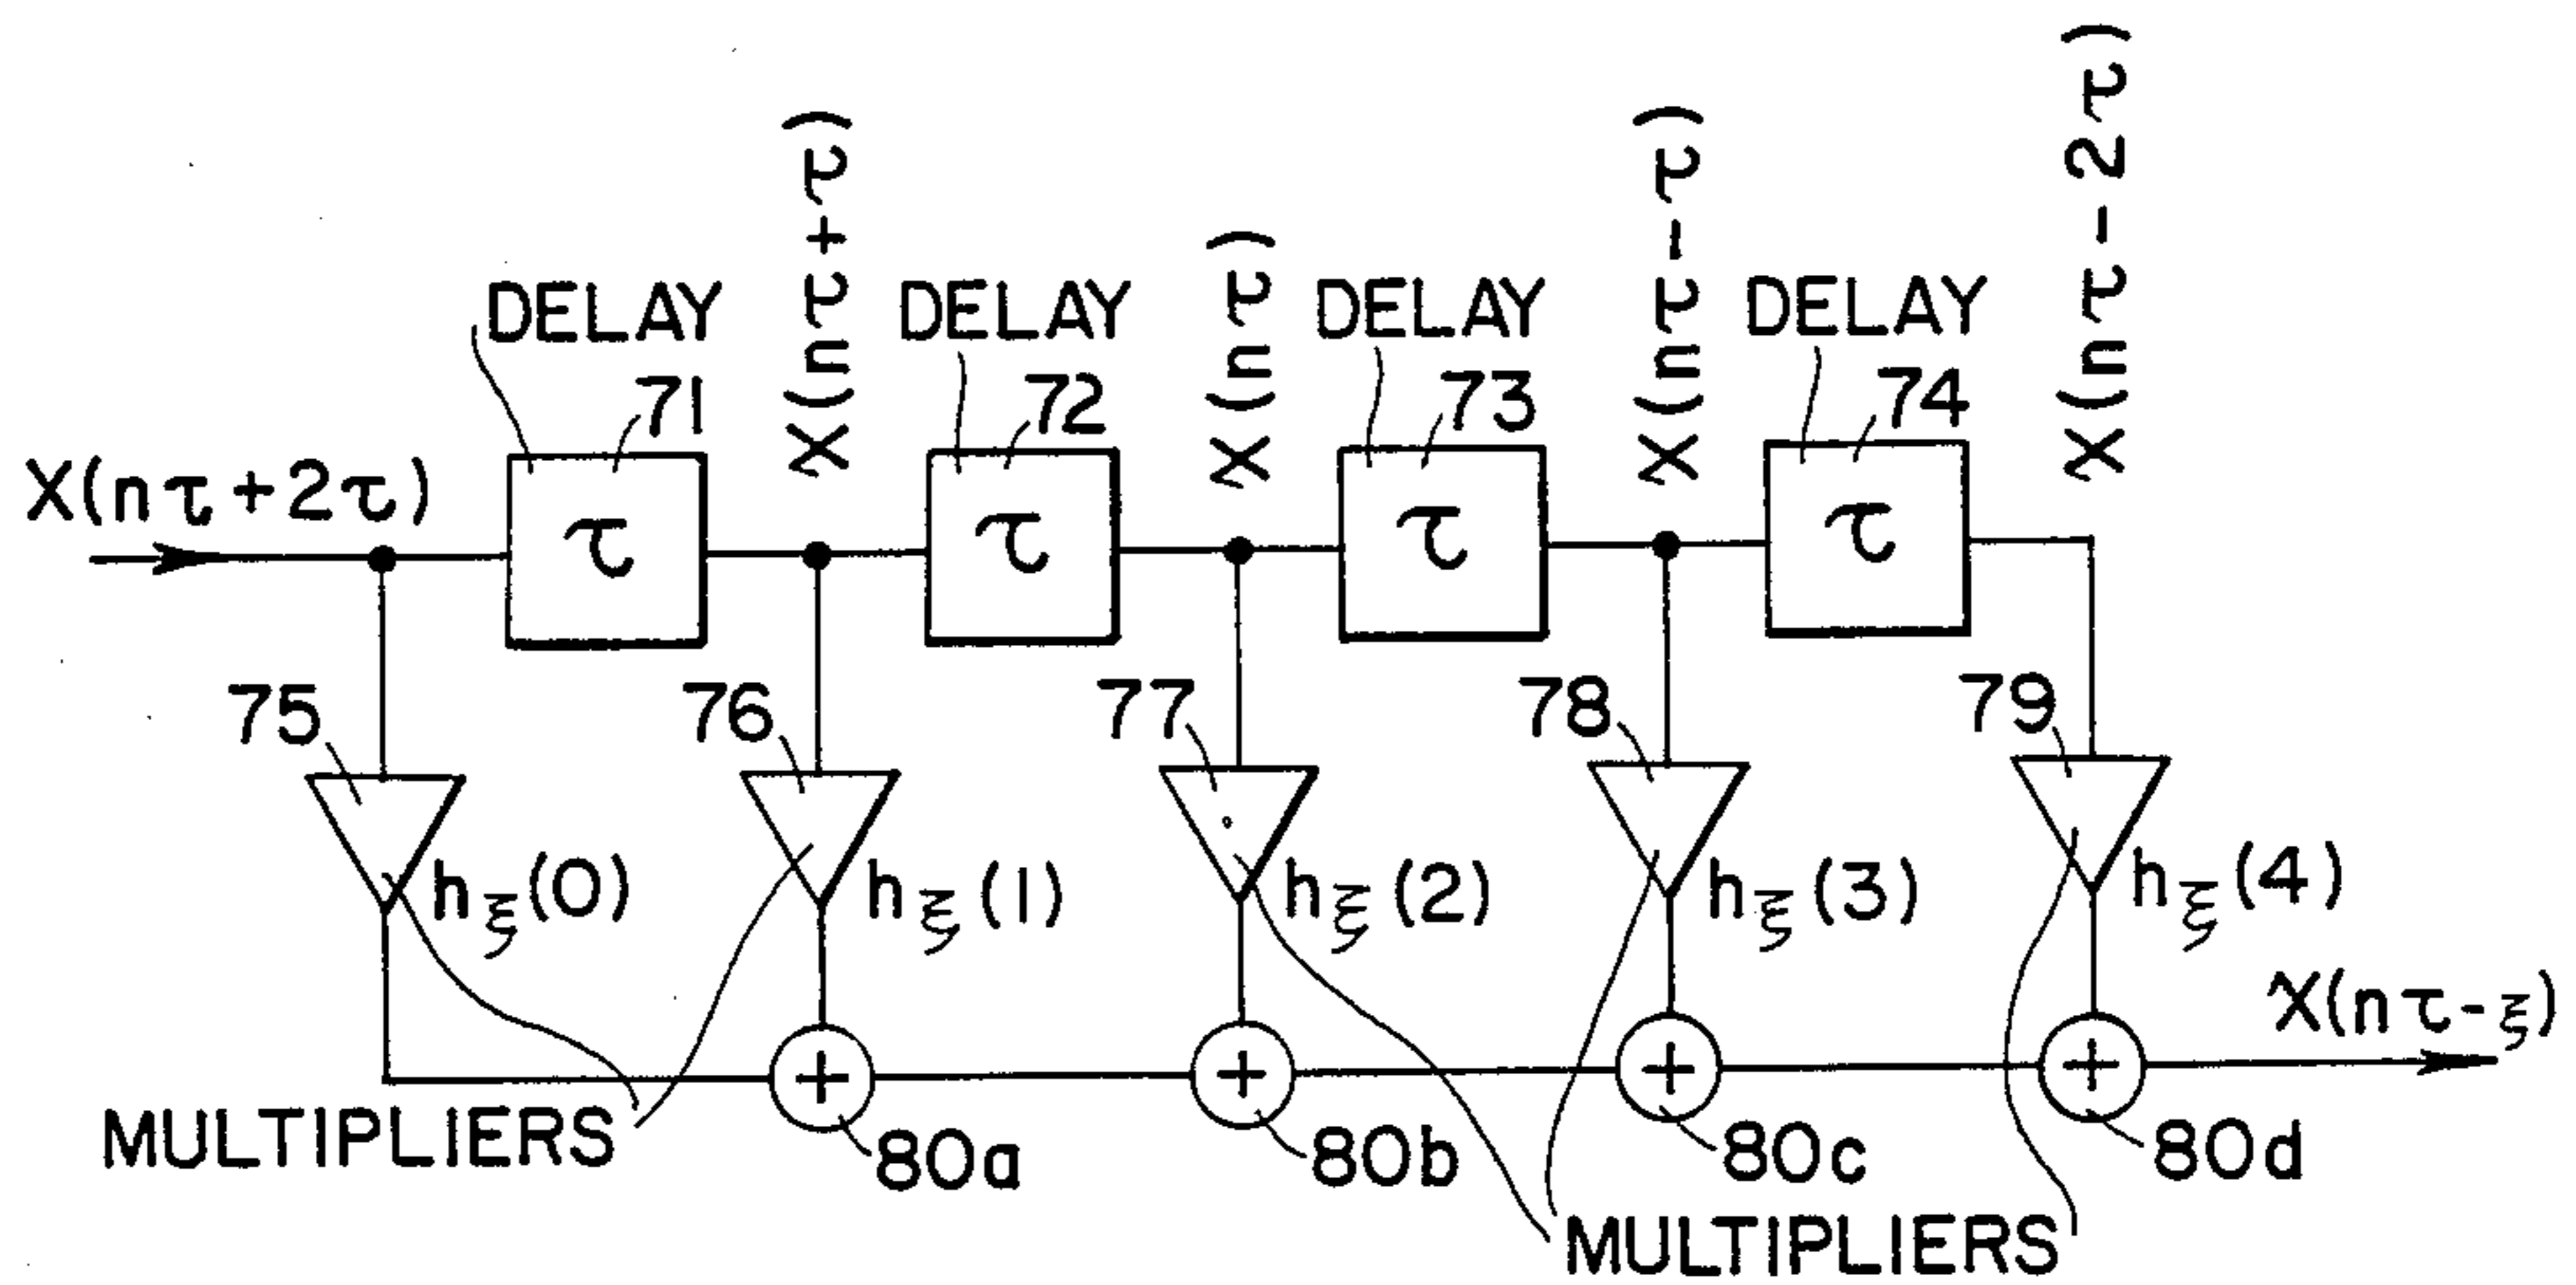 X(nτ+2τ)
DELAY
71
τ
X(nτ+τ)
DELAY
72
τ
X(nτ)
DELAY
73
τ
X(nτ-τ)
DELAY
74
τ
X(nτ-2τ)
75
76
77
78
79
hξ(0)
hξ(1)
hξ(2)
hξ(3)
hξ(4)
+
+
+
+
X(nτ-ξ)
MULTIPLIERS
80a
80b
80c
80d
MULTIPLIERS